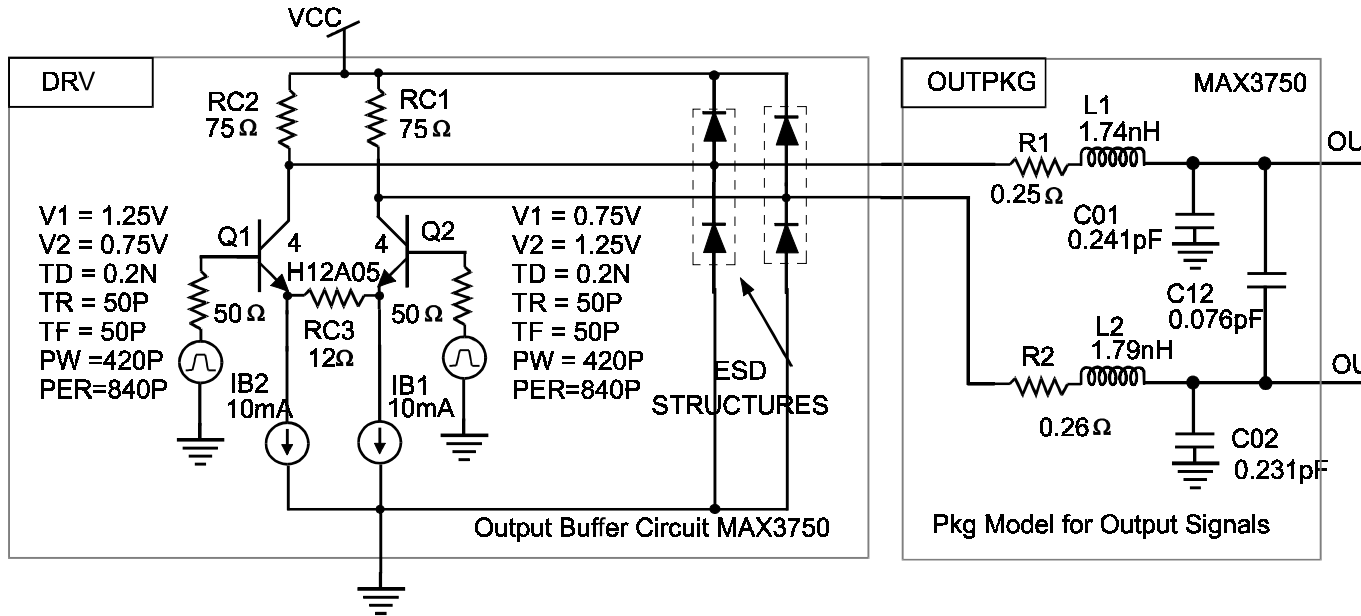 VCC
DRV
RC2
75Ω
RC1
75Ω
V1 = 1.25V
V2 = 0.75V
TD = 0.2N
TR = 50P
TF = 50P
PW =420P
PER=840P
Q1
4
4
Q2
H12A05
50Ω
RC3
12Ω
50Ω
IB2
10mA
IB1
10mA
V1 = 0.75V
V2 = 1.25V
TD = 0.2N
TR = 50P
TF = 50P
PW = 420P
PER=840P
ESD
STRUCTURES
Output Buffer Circuit MAX3750
OUTPKG
MAX3750
R1
0.25Ω
L1
1.74nH
C01
0.241pF
C12
0.076pF
R2
0.26Ω
L2
1.79nH
C02
0.231pF
OU
OU
Pkg Model for Output Signals